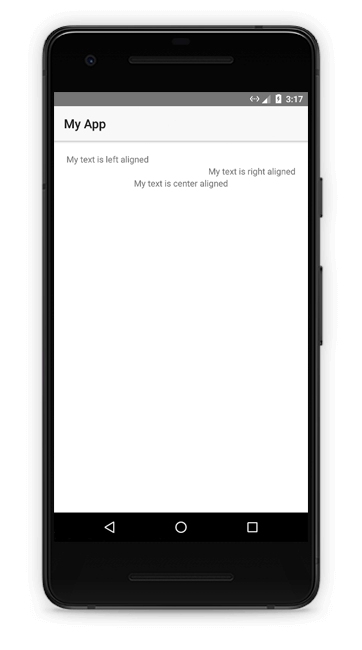 3:17
My App
My text is left aligned
My text is right aligned
My text is center aligned